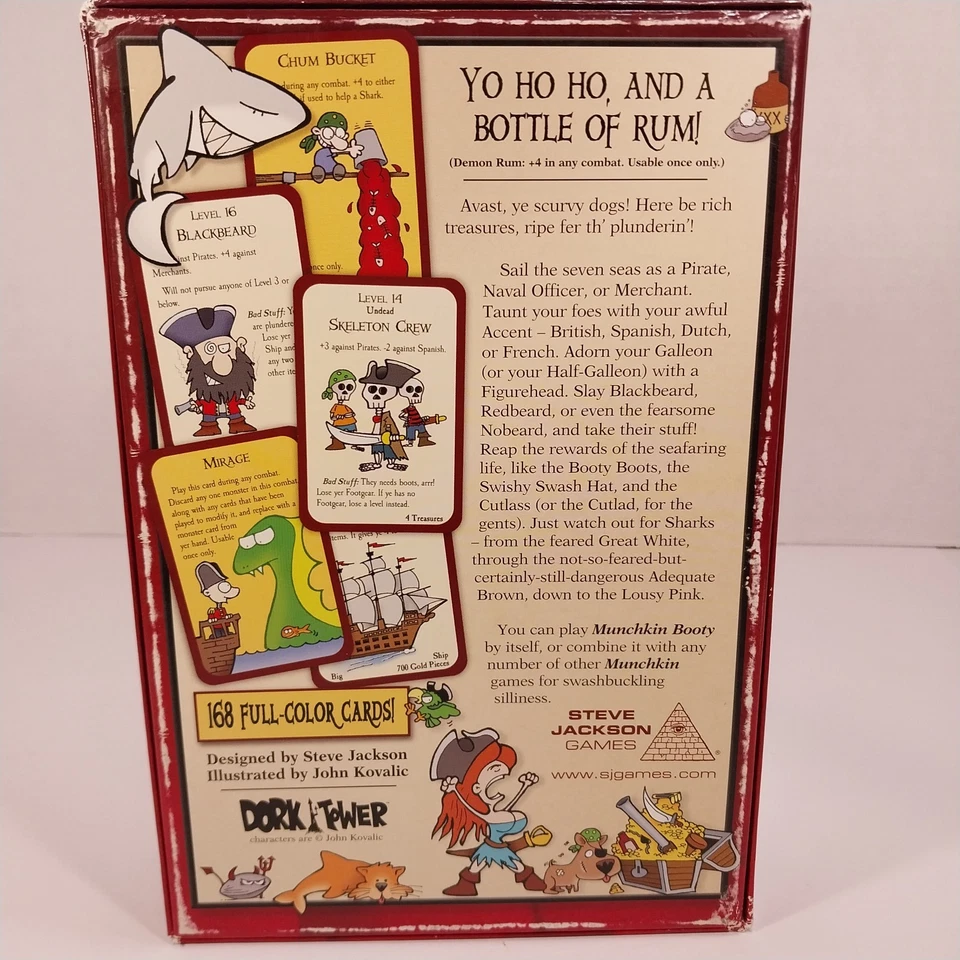 CHUM BUCKET
during any combat. +4 to either
if used to help a Shark.
once only.
LEVEL 16
BLACKBEARD
Pirates. +4 against
Merchants.
Will not pursue anyone of Level 3 or
below.
Bad Stuff:
are
Lose yer
Ship and
any two
other
LEVEL 14
Undead
SKELETON CREW
+3 against Pirates. -2 against Spanish.
Bad Stuff: They needs boots, arrr!
Lose yer Footgear. If ye has no
Footgear, lose a level instead.
4 Treasures
MIRAGE
Play this card during any combat.
Discard any one monster in this combat
along with any cards that have been
played to modify it, and replace with a
monster card from
yer hand. Usable
once only.
It gives
Ship
Big
700 Gold Pieces
168 FULL-COLOR CARDS!
Designed by Steve Jackson
Illustrated by John Kovalic
DORK TOWER
characters are © John Kovalic
YO HO HO, AND A
BOTTLE OF RUM!
XX
(Demon Rum: +4 in any combat. Usable once only.)
Avast, ye scurvy dogs! Here be rich
treasures, ripe fer th' plunderin'!
Sail the seven seas as a Pirate,
Naval Officer, or Merchant.
Taunt your foes with your awful
Accent – British, Spanish, Dutch,
or French. Adorn your Galleon
(or your Half-Galleon) with a
Figurehead. Slay Blackbeard,
Redbeard, or even the fearsome
Nobeard, and take their stuff!
Reap the rewards of the seafaring
life, like the Booty Boots, the
Swishy Swash Hat, and the
Cutlass (or the Cutlad, for the
gents). Just watch out for Sharks
– from the feared Great White,
through the not-so-feared-but-
certainly-still-dangerous Adequate
Brown, down to the Lousy Pink.
You can play Munchkin Booty
by itself, or combine it with any
number of other Munchkin
games for swashbuckling
silliness.
STEVE
JACKSON
GAMES
®
www.sjgames.com